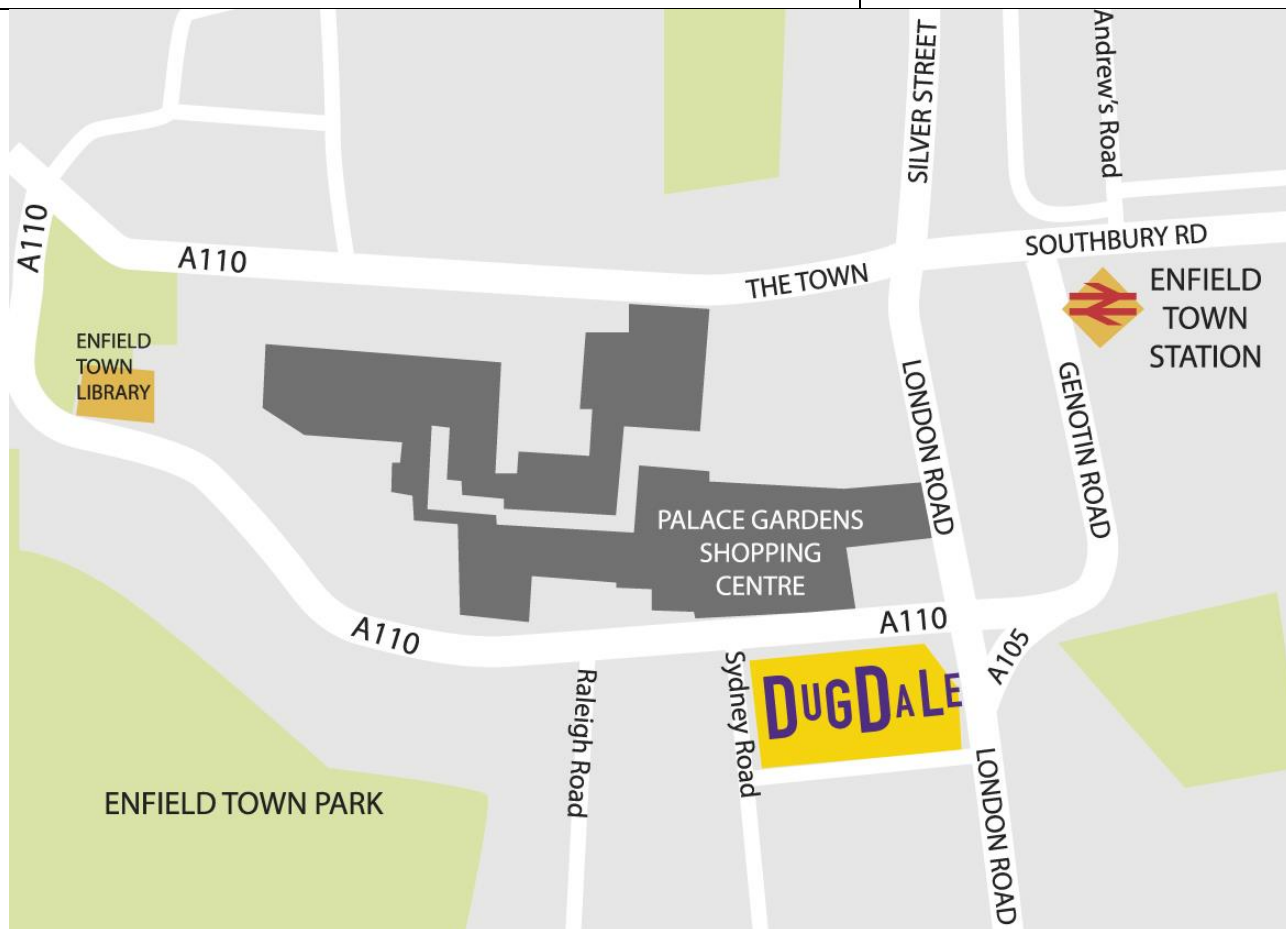 Andrew's Road
SILVER STREET
A110
A110
SOUTHBURY RD
THE TOWN
ENFIELD
TOWN
STATION
ENFIELD
TOWN
LIBRARY
LONDON ROAD
GENOTIN ROAD
PALACE GARDENS
SHOPPING
CENTRE
A110
A110
A105
Raleigh Road
Sydney Road
DUGDALE
LONDON ROAD
ENFIELD TOWN PARK